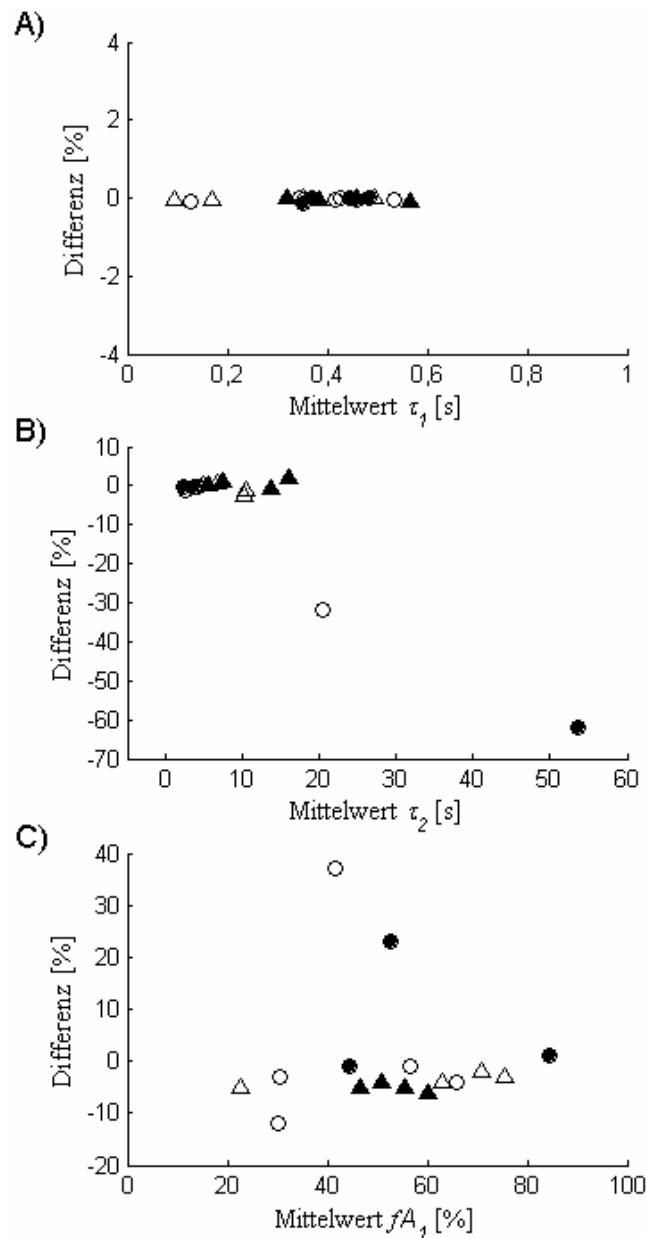 A)
Differenz [%]
4
2
0
-2
-4
0 0,2 0,4 0,6 0,8 1
Mittelwert τ1 [s]
B)
Differenz [%]
10
0
-10
-20
-30
-40
-50
-60
-70
0 10 20 30 40 50 60
Mittelwert τ2 [s]
C)
Differenz [%]
40
30
20
10
0
-10
-20
0 20 40 60 80 100
Mittelwert fA1 [%]